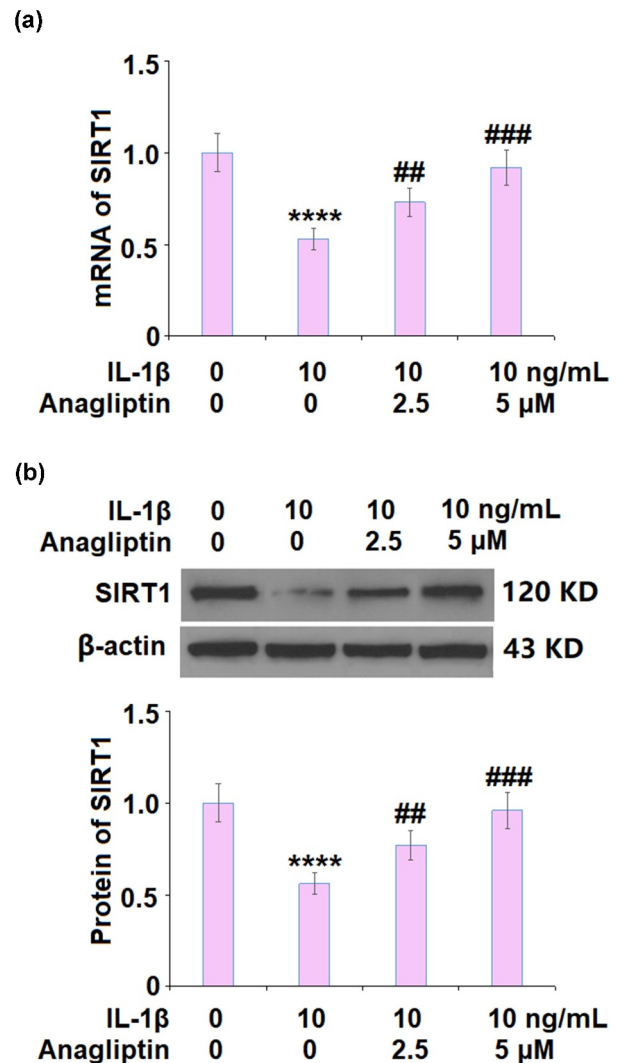 (a)
1.5
1.0
0.5
0
mRNA of SIRT1
****
##
###
IL-1β 0 10 10 10 ng/mL
Anagliptin 0 0 2.5 5 μM
(b)
IL-1β 0 10 10 10 ng/mL
Anagliptin 0 0 2.5 5 μM
SIRT1 120 KD
β-actin 43 KD
1.5
1.0
0.5
0
Protein of SIRT1
****
##
###
IL-1β 0 10 10 10 ng/mL
Anagliptin 0 0 2.5 5 μM